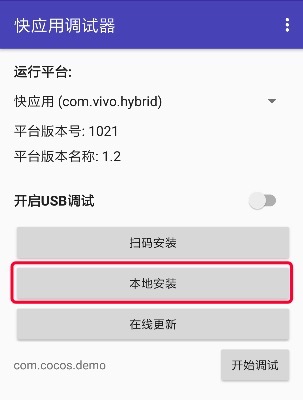 快应用调试器
运行平台:
快应用 (com.vivo.hybrid)
平台版本号: 1021
平台版本名称: 1.2
开启USB调试
扫码安装
本地安装
在线更新
com.cocos.demo
开始调试